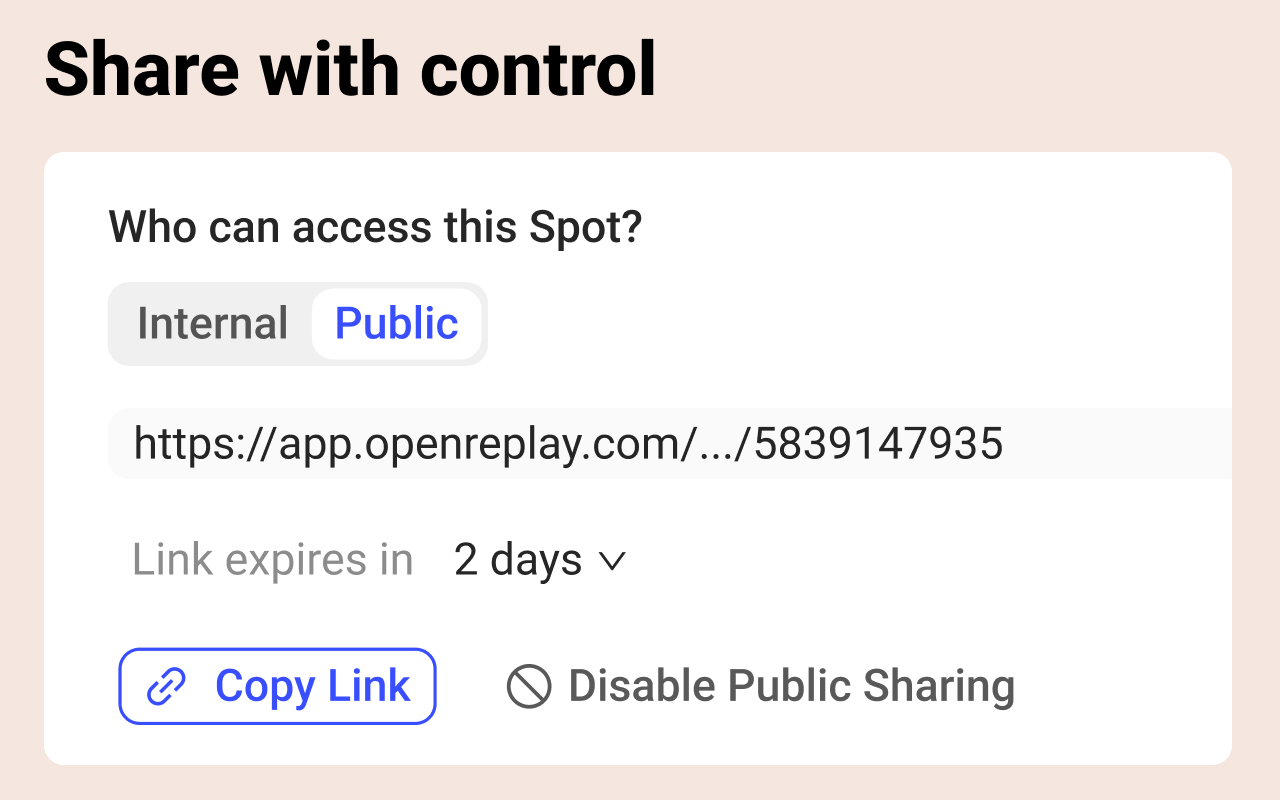 Share with control
Who can access this Spot?
Internal Public
https://app.openreplay.com/.../5839147935
Link expires in 2 days
Copy Link Disable Public Sharing